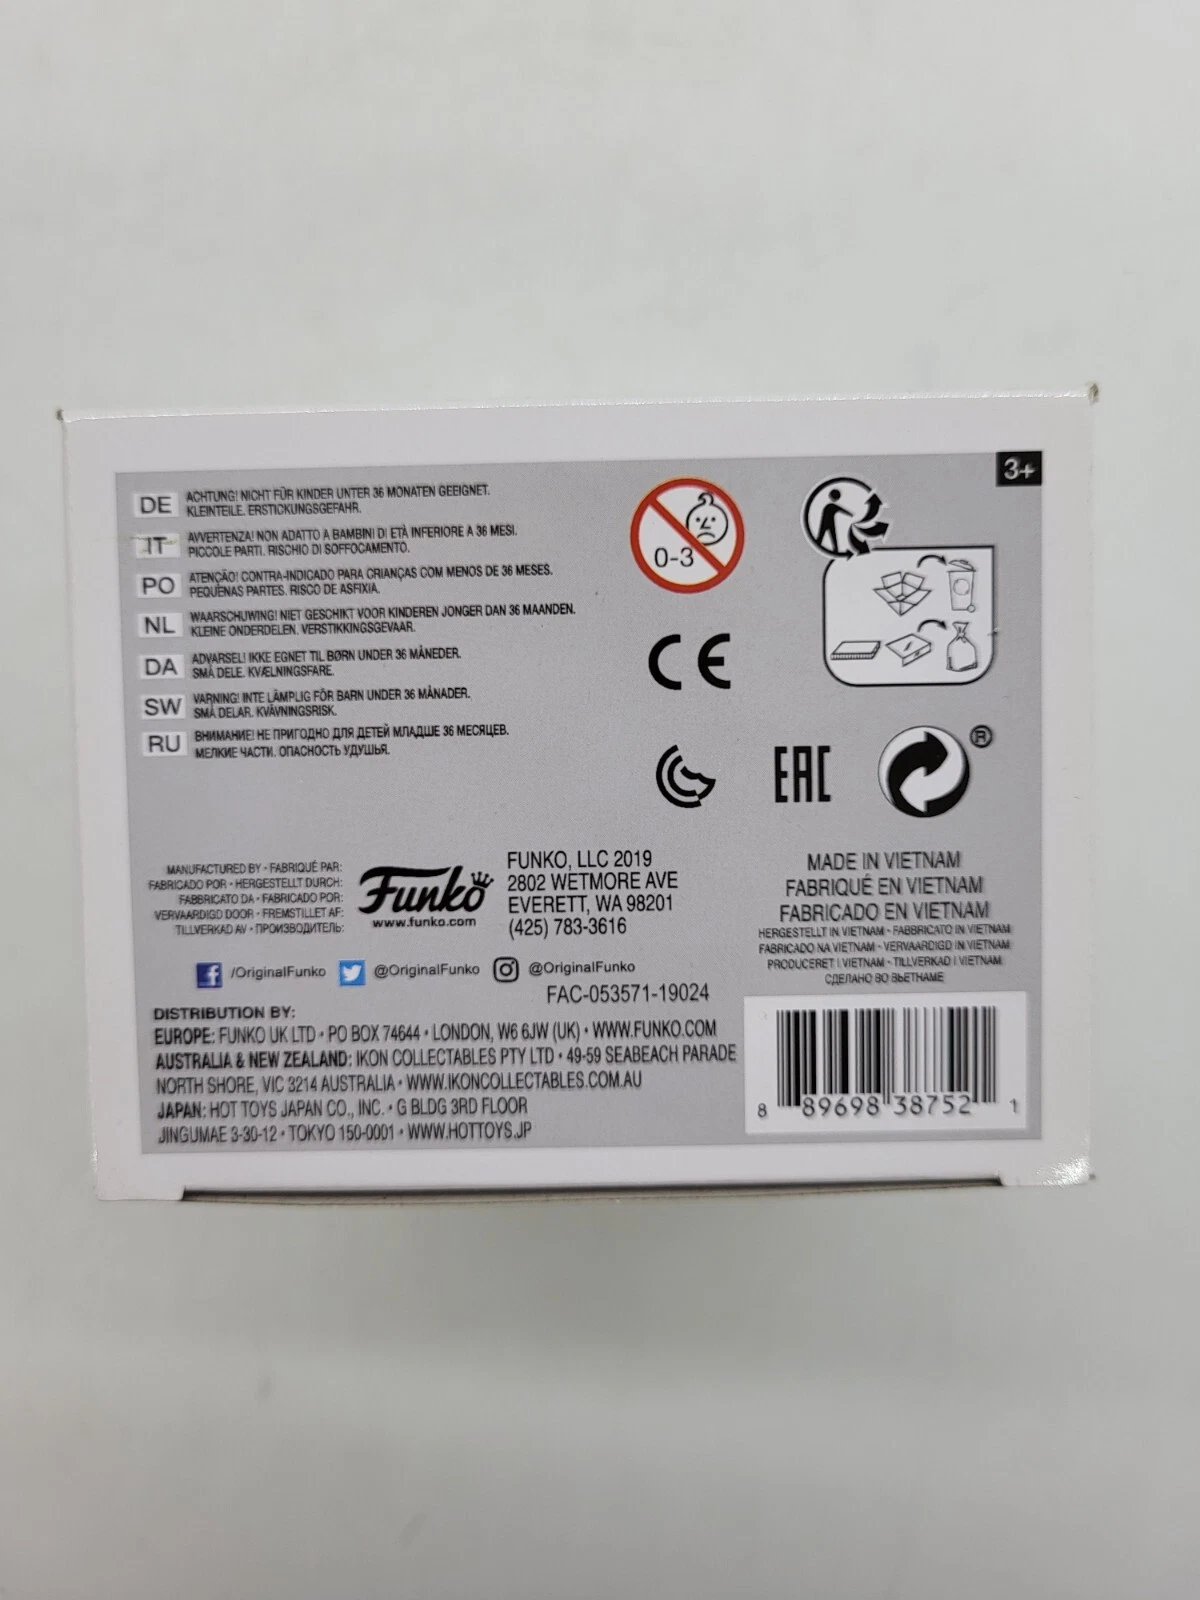 3+
DE
ACHTUNG! NICHT FÜR KINDER UNTER 36 MONATEN GEEIGNET.
KLEINTEILE. ERSTICKUNGSGEFAHR.
IT
AVVERTENZA! NON ADATTO A BAMBINI DI ETÀ INFERIORE A 36 MESI.
PICCOLE PARTI. RISCHIO DI SOFFOCAMENTO.
PO
ATENÇÃO! CONTRA-INDICADO PARA CRIANÇAS COM MENOS DE 36 MESES.
PEQUENAS PARTES. RISCO DE ASFIXIA.
NL
WAARSCHUWING! NIET GESCHIKT VOOR KINDEREN JONGER DAN 36 MAANDEN.
KLEINE ONDERDELEN. VERSTIKKINGSGEVAAR.
DA
ADVARSEL! IKKE EGNET TIL BØRN UNDER 36 MÅNEDER.
SMÅ DELE. KVÆLNINGSFARE.
SW
VARNING! INTE LÄMPLIG FÖR BARN UNDER 36 MÅNADER.
SMÅ DELAR. KVÄVNINGSRISK.
RU
ВНИМАНИЕ! НЕ ПРИГОДНО ДЛЯ ДЕТЕЙ МЛАДШЕ 36 МЕСЯЦЕВ.
МЕЛКИЕ ЧАСТИ. ОПАСНОСТЬ УДУШЬЯ.
0-3
CE
EAC
®
MANUFACTURED BY • FABRIQUÉ PAR:
FABRICADO POR • HERGESTELLT DURCH:
FABBRICATO DA • FABRICADO POR:
VERVAARDIGD DOOR • FREMSTILLET AF:
TILLVERKAD AV • ПРОИЗВОДИТЕЛЬ:
Funko
www.funko.com
FUNKO, LLC 2019
2802 WETMORE AVE
EVERETT, WA 98201
(425) 783-3616
MADE IN VIETNAM
FABRIQUÉ EN VIETNAM
FABRICADO EN VIETNAM
HERGESTELLT IN VIETNAM • FABBRICATO IN VIETNAM
FABRICADO NA VIETNAM • VERVAARDIGD IN VIETNAM
PRODUCERET I VIETNAM • TILLVERKAD I VIETNAM
СДЕЛАНО ВО ВЬЕТНАМЕ
/OriginalFunko @OriginalFunko @OriginalFunko
FAC-053571-19024
DISTRIBUTION BY:
EUROPE: FUNKO UK LTD • PO BOX 74644 • LONDON, W6 6JW (UK) • WWW.FUNKO.COM
AUSTRALIA & NEW ZEALAND: IKON COLLECTABLES PTY LTD • 49-59 SEABEACH PARADE
NORTH SHORE, VIC 3214 AUSTRALIA • WWW.IKONCOLLECTABLES.COM.AU
JAPAN: HOT TOYS JAPAN CO., INC. • G BLDG 3RD FLOOR
JINGUMAE 3-30-12 • TOKYO 150-0001 • WWW.HOTTOYS.JP
8 89698 38752 1